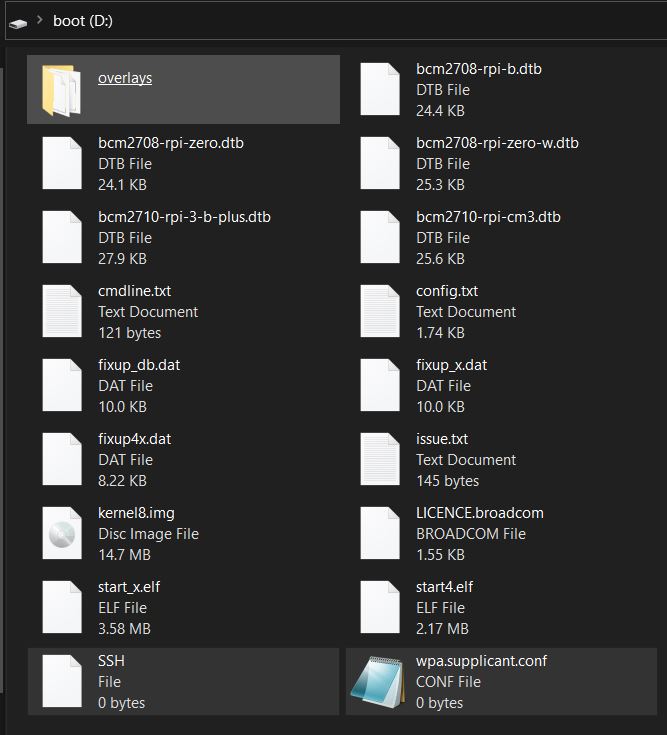 boot (D:)
overlays
bcm2708-rpi-b.dtb
DTB File
24.4 KB
bcm2708-rpi-zero.dtb
DTB File
24.1 KB
bcm2708-rpi-zero-w.dtb
DTB File
25.3 KB
bcm2710-rpi-3-b-plus.dtb
DTB File
27.9 KB
bcm2710-rpi-cm3.dtb
DTB File
25.6 KB
cmdline.txt
Text Document
121 bytes
config.txt
Text Document
1.74 KB
fixup_db.dat
DAT File
10.0 KB
fixup_x.dat
DAT File
10.0 KB
fixup4x.dat
DAT File
8.22 KB
issue.txt
Text Document
145 bytes
kernel8.img
Disc Image File
14.7 MB
LICENCE.broadcom
BROADCOM File
1.55 KB
start_x.elf
ELF File
3.58 MB
start4.elf
ELF File
2.17 MB
SSH
File
0 bytes
wpa.supplicant.conf
CONF File
0 bytes